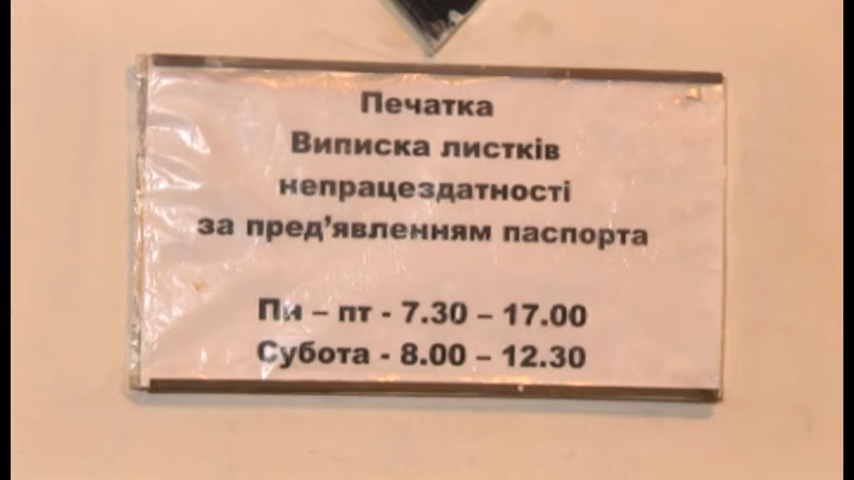 Печатка
Виписка листків
непрацездатності
за пред’явленням паспорта
Пн – пт - 7.30 – 17.00
Субота - 8.00 – 12.30